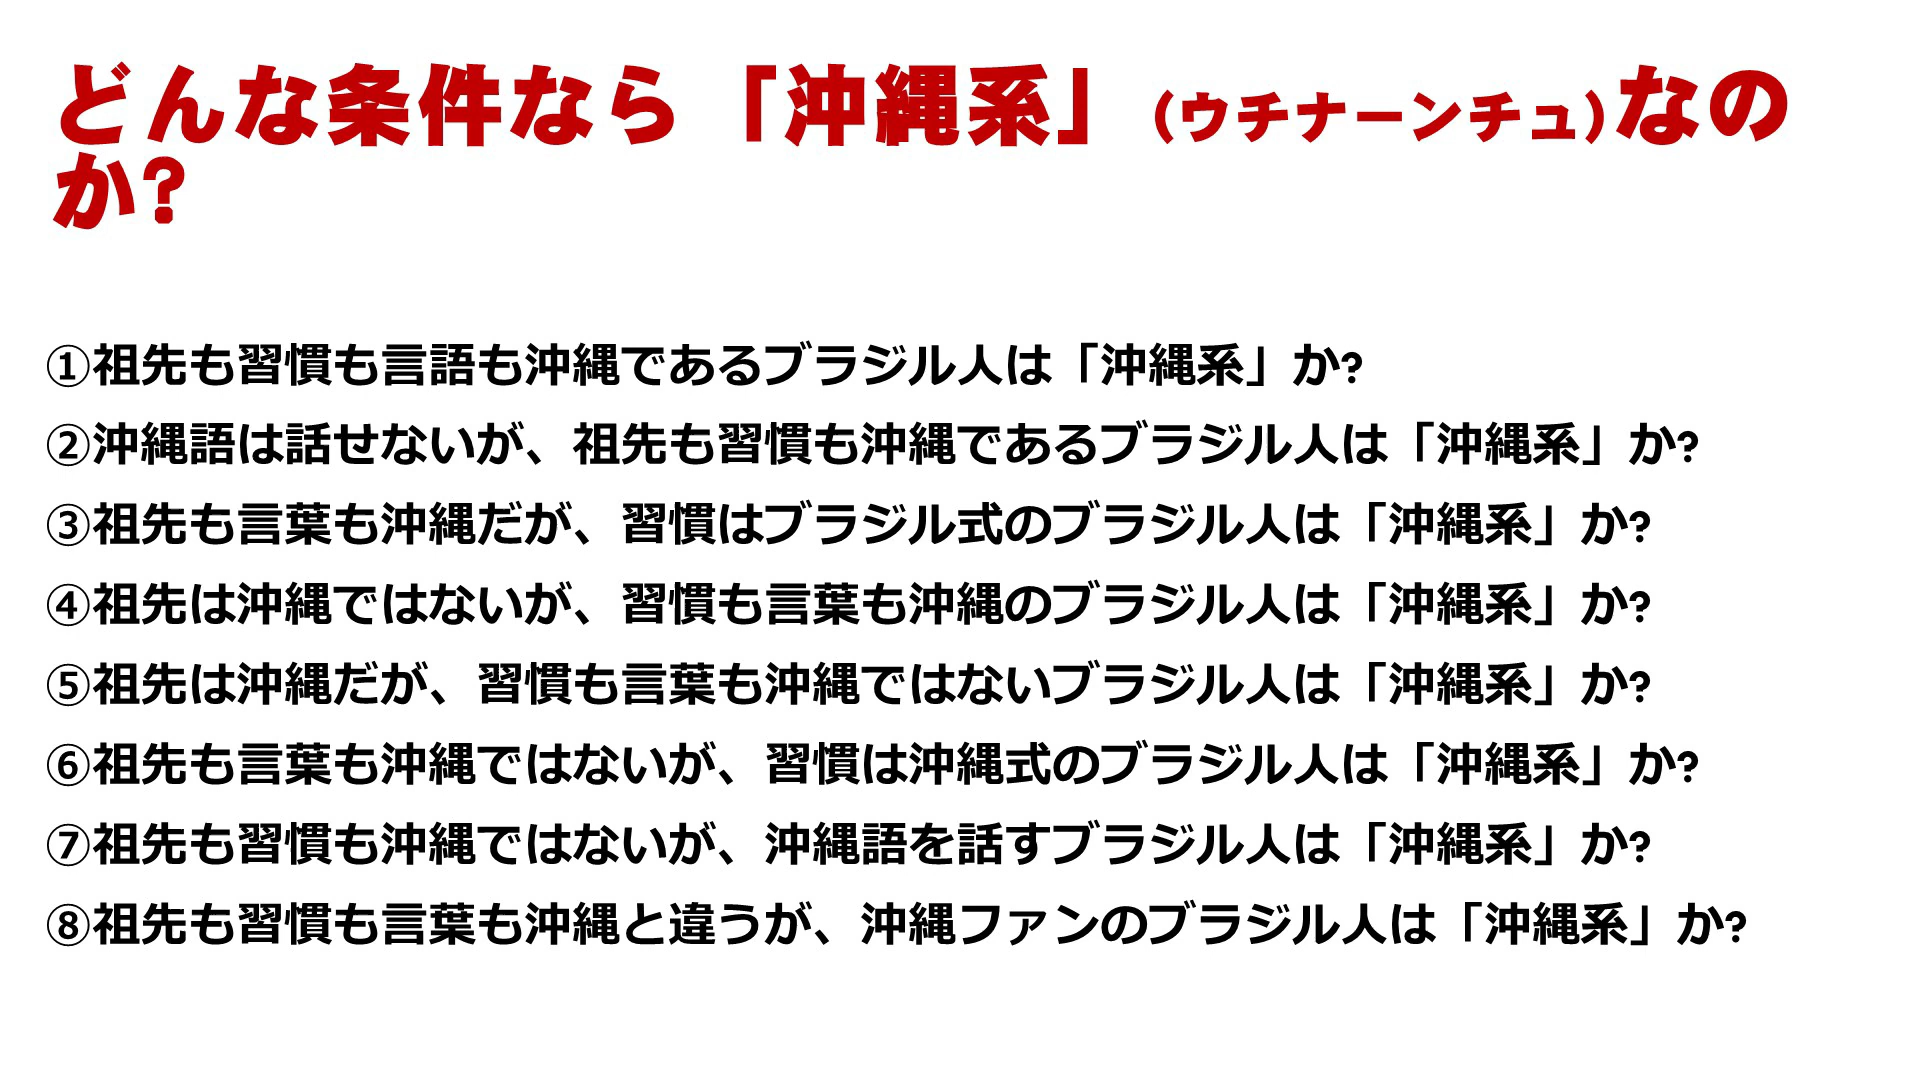 どんな条件なら「沖縄系」(ウチナーンチュ)なの
か?
①祖先も習慣も言語も沖縄であるブラジル人は「沖縄系」か?
②沖縄語は話せないが、祖先も習慣も沖縄であるブラジル人は「沖縄系」か?
③祖先も言葉も沖縄だが、習慣はブラジル式のブラジル人は「沖縄系」か?
④祖先は沖縄ではないが、習慣も言葉も沖縄のブラジル人は「沖縄系」か?
⑤祖先は沖縄だが、習慣も言葉も沖縄ではないブラジル人は「沖縄系」か?
⑥祖先も言葉も沖縄ではないが、習慣は沖縄式のブラジル人は「沖縄系」か?
⑦祖先も習慣も沖縄ではないが、沖縄語を話すブラジル人は「沖縄系」か?
⑧祖先も習慣も言葉も沖縄と違うが、沖縄ファンのブラジル人は「沖縄系」か?